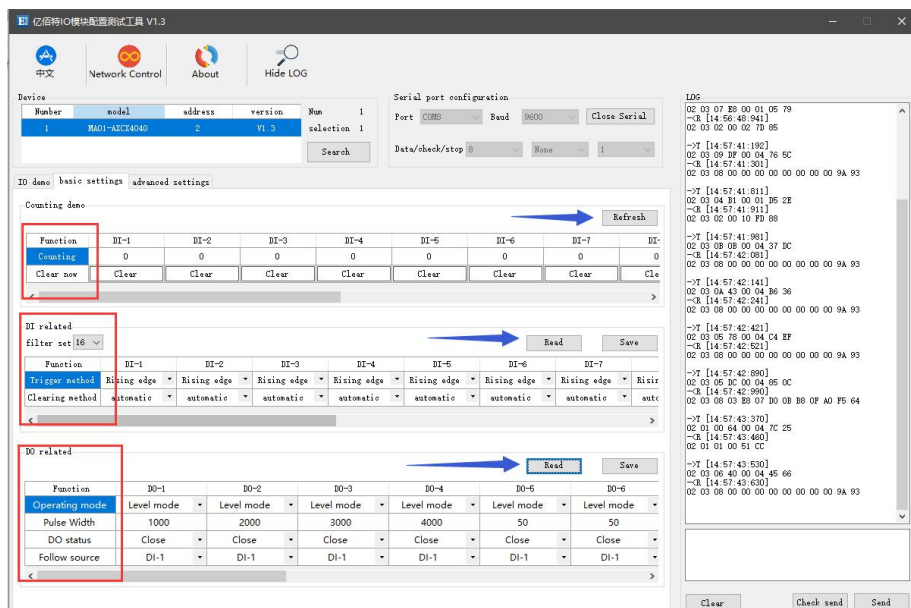 亿佰特IO模块配置测试工具 V1.3
中文 Network Control About Hide LOG
Device
Number model address version
1 MA01-AXCX4040 2 V1.3
Num 1
selection 1
Search
Serial port configuration
Port COM8 Baud 9600 Close Serial
Data/check/stop 8 None 1
IO demo basic settings advanced settings
Counting demo
Refresh
Function DI-1 DI-2 DI-3 DI-4 DI-5 DI-6 DI-7 DI-
Counting 0 0 0 0 0 0 0 0
Clear now Clear Clear Clear Clear Clear Clear Clear Cle
DI related
filter set 16 Read Save
Function DI-1 DI-2 DI-3 DI-4 DI-5 DI-6 DI-7
Trigger method Rising edge Rising edge Rising edge Rising edge Rising edge Rising edge Rising edge Risir
Clearing method automatic automatic automatic automatic automatic automatic automatic autc
DO related
Read Save
Function DO-1 DO-2 DO-3 DO-4 DO-5 DO-6
Operating mode Level mode Level mode Level mode Level mode Level mode Level mode
Pulse Width 1000 2000 3000 4000 50 50
DO status Close Close Close Close Close Close
Follow source DI-1 DI-1 DI-1 DI-1 DI-1 DI-1
LOG
02 03 07 E8 00 01 05 79
-<R [14:56:48:941]
02 03 02 00 02 7D 85
->T [14:57:41:192]
02 03 09 DF 00 04 76 5C
-<R [14:57:41:301]
02 03 08 00 00 00 00 00 00 00 00 9A 93
->T [14:57:41:811]
02 03 04 B1 00 01 D5 2E
-<R [14:57:41:911]
02 03 02 00 10 FD 88
->T [14:57:41:981]
02 03 0B 0B 00 04 37 DC
-<R [14:57:42:081]
02 03 08 00 00 00 00 00 00 00 00 9A 93
->T [14:57:42:141]
02 03 0A 43 00 04 B6 36
-<R [14:57:42:241]
02 03 08 00 00 00 00 00 00 00 00 9A 93
->T [14:57:42:421]
02 03 05 78 00 04 C4 EF
-<R [14:57:42:521]
02 03 08 00 00 00 00 00 00 00 00 9A 93
->T [14:57:42:890]
02 03 05 DC 00 04 85 0C
-<R [14:57:42:990]
02 03 08 03 E8 07 D0 0B B8 0F A0 F5 64
->T [14:57:43:370]
02 01 00 64 00 04 7C 25
-<R [14:57:43:460]
02 01 01 00 51 CC
->T [14:57:43:530]
02 03 06 40 00 04 45 66
-<R [14:57:43:630]
02 03 08 00 00 00 00 00 00 00 00 9A 93
Clear Check send Send